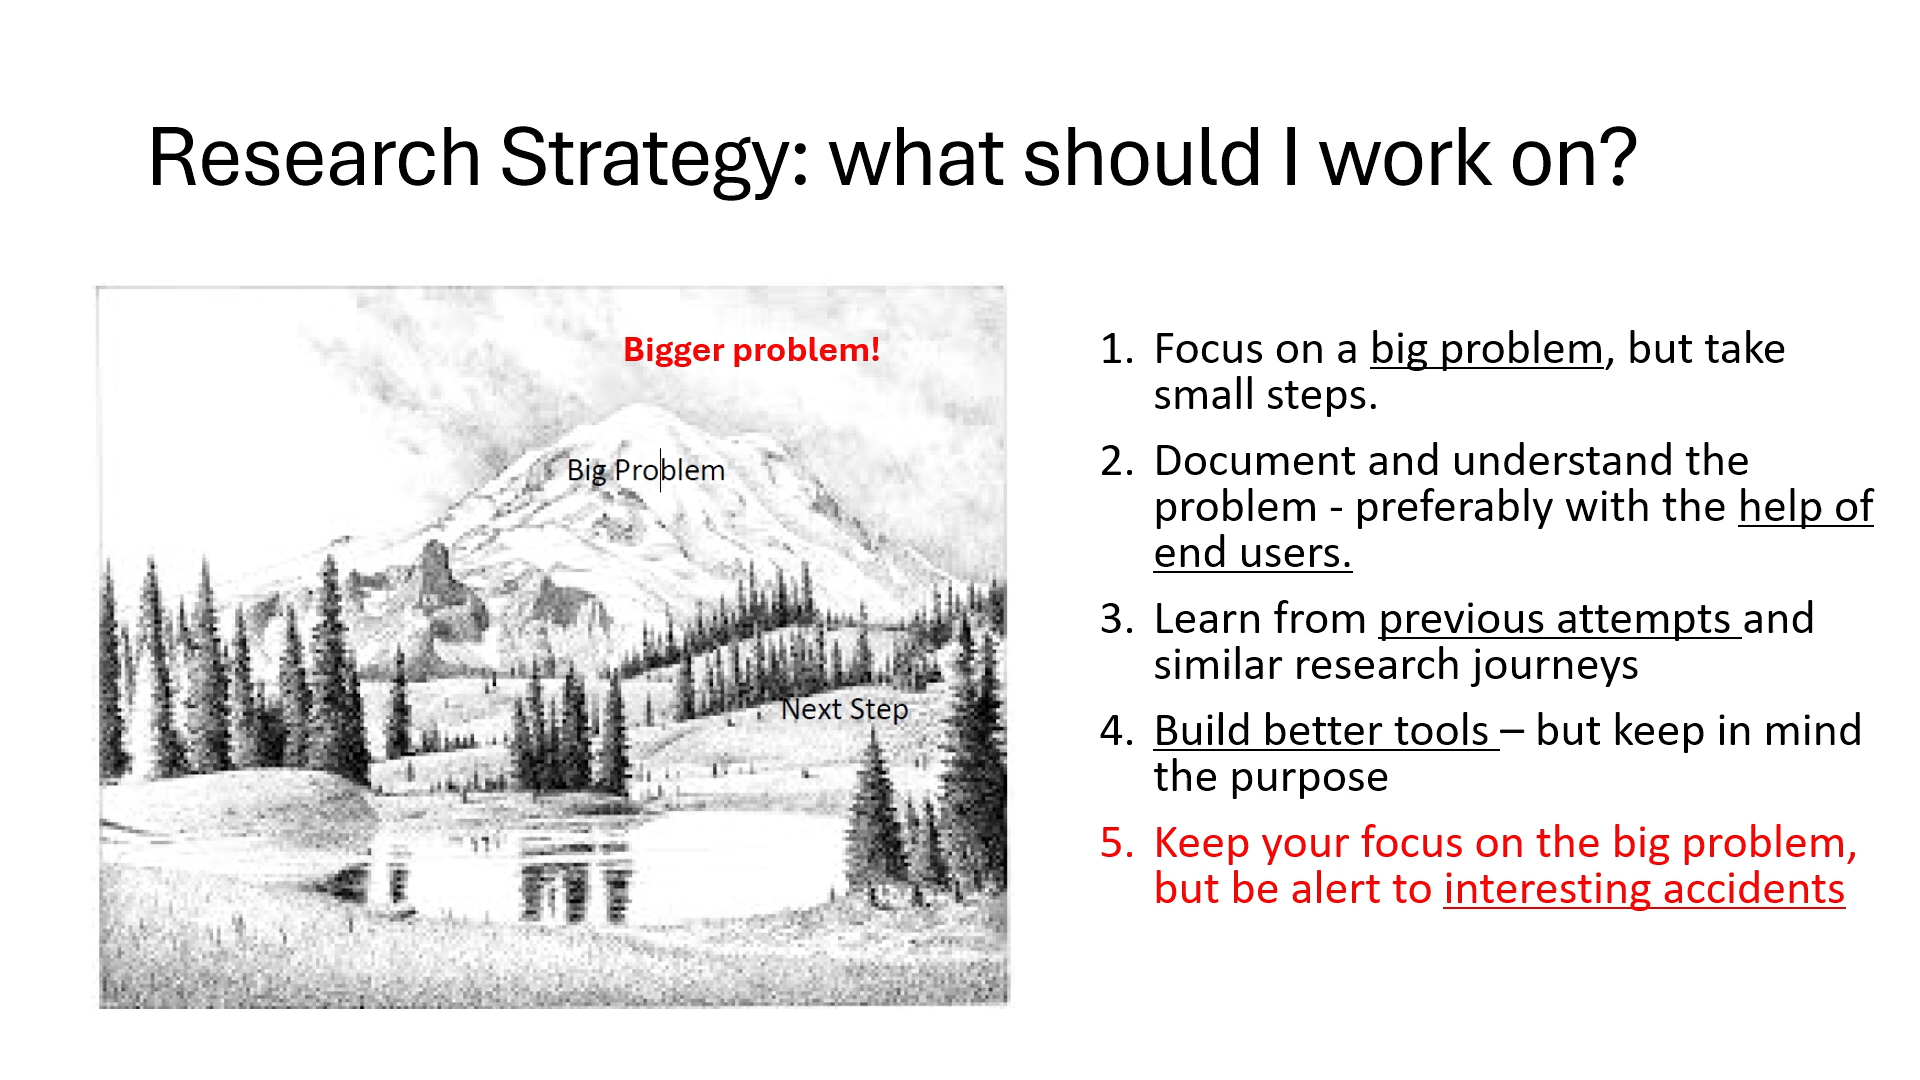 Research Strategy: what should I work on?
Bigger problem!
Big Problem
Next Step
1. Focus on a big problem, but take
small steps.
2. Document and understand the
problem - preferably with the help of
end users.
3. Learn from previous attempts and
similar research journeys
4. Build better tools – but keep in mind
the purpose
5. Keep your focus on the big problem,
but be alert to interesting accidents